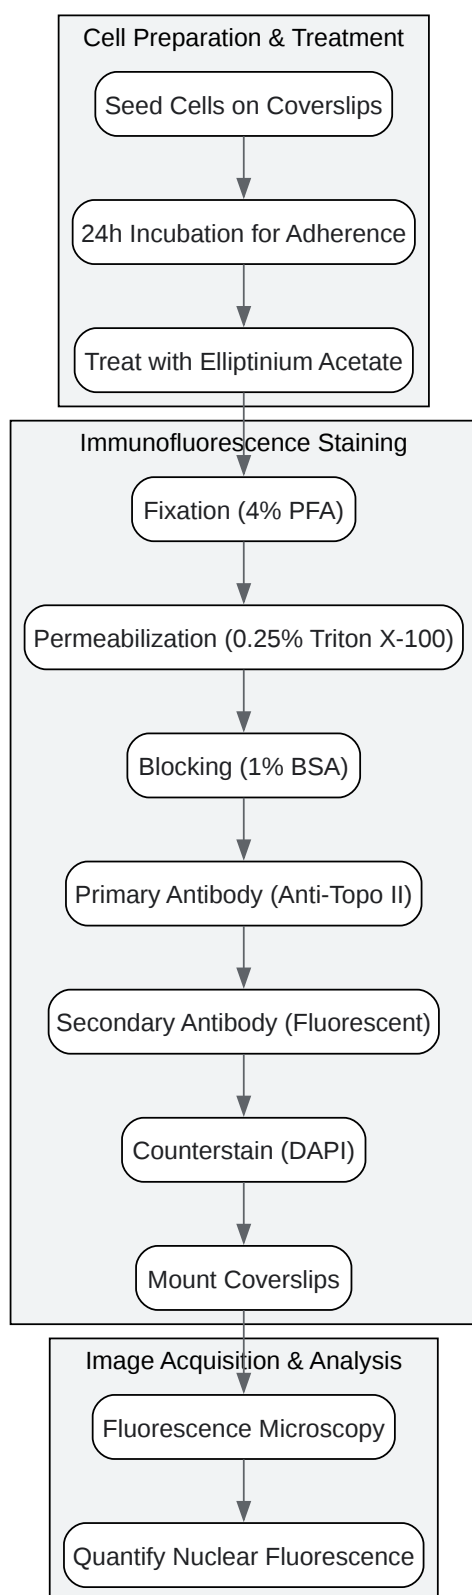 Cell Preparation & Treatment
Seed Cells on Coverslips
24h Incubation for Adherence
Treat with Elliptinium Acetate
Immunofluorescence Staining
Fixation (4% PFA)
Permeabilization (0.25% Triton X-100)
Blocking (1% BSA)
Primary Antibody (Anti-Topo II)
Secondary Antibody (Fluorescent)
Counterstain (DAPI)
Mount Coverslips
Image Acquisition & Analysis
Fluorescence Microscopy
Quantify Nuclear Fluorescence